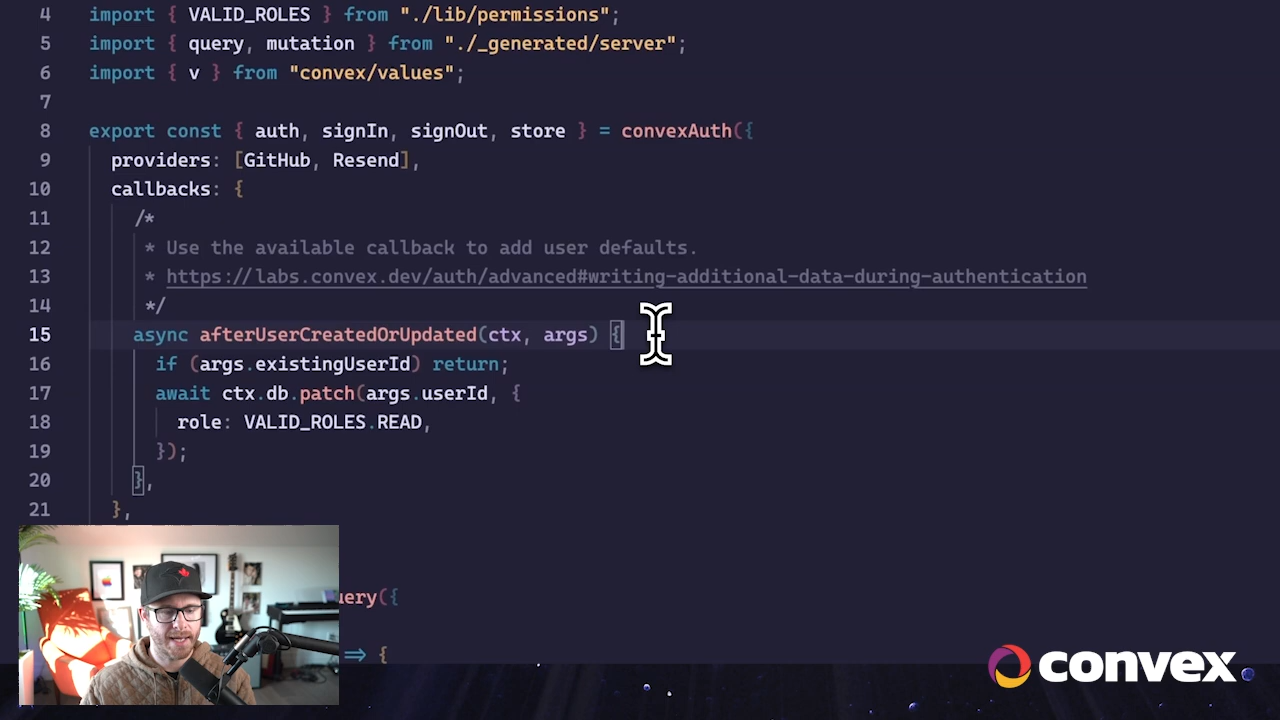 4 import { VALID_ROLES } from "./lib/permissions";
5 import { query, mutation } from "./_generated/server";
6 import { v } from "convex/values";
7
8 export const { auth, signIn, signOut, store } = convexAuth({
9 providers: [GitHub, Resend],
10 callbacks: {
11 /*
12 * Use the available callback to add user defaults.
13 * https://labs.convex.dev/auth/advanced#writing-additional-data-during-authentication
14 */
15 async afterUserCreatedOrUpdated(ctx, args) {
16 if (args.existingUserId) return;
17 await ctx.db.patch(args.userId, {
18 role: VALID_ROLES.READ,
19 });
20 },
21 },
({
=> {
convex